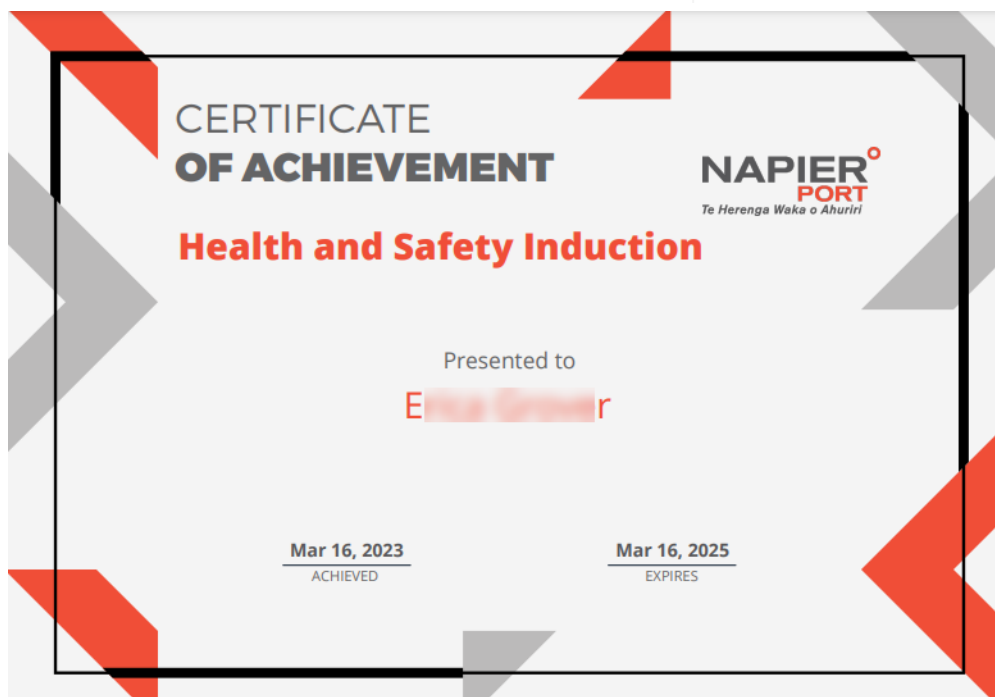 CERTIFICATE
OF ACHIEVEMENT
NAPIER
PORT
Te Herenga Waka o Ahuriri
Health and Safety Induction
Presented to
Mar 16, 2023
Mar 16, 2025
ACHIEVED
EXPIRES